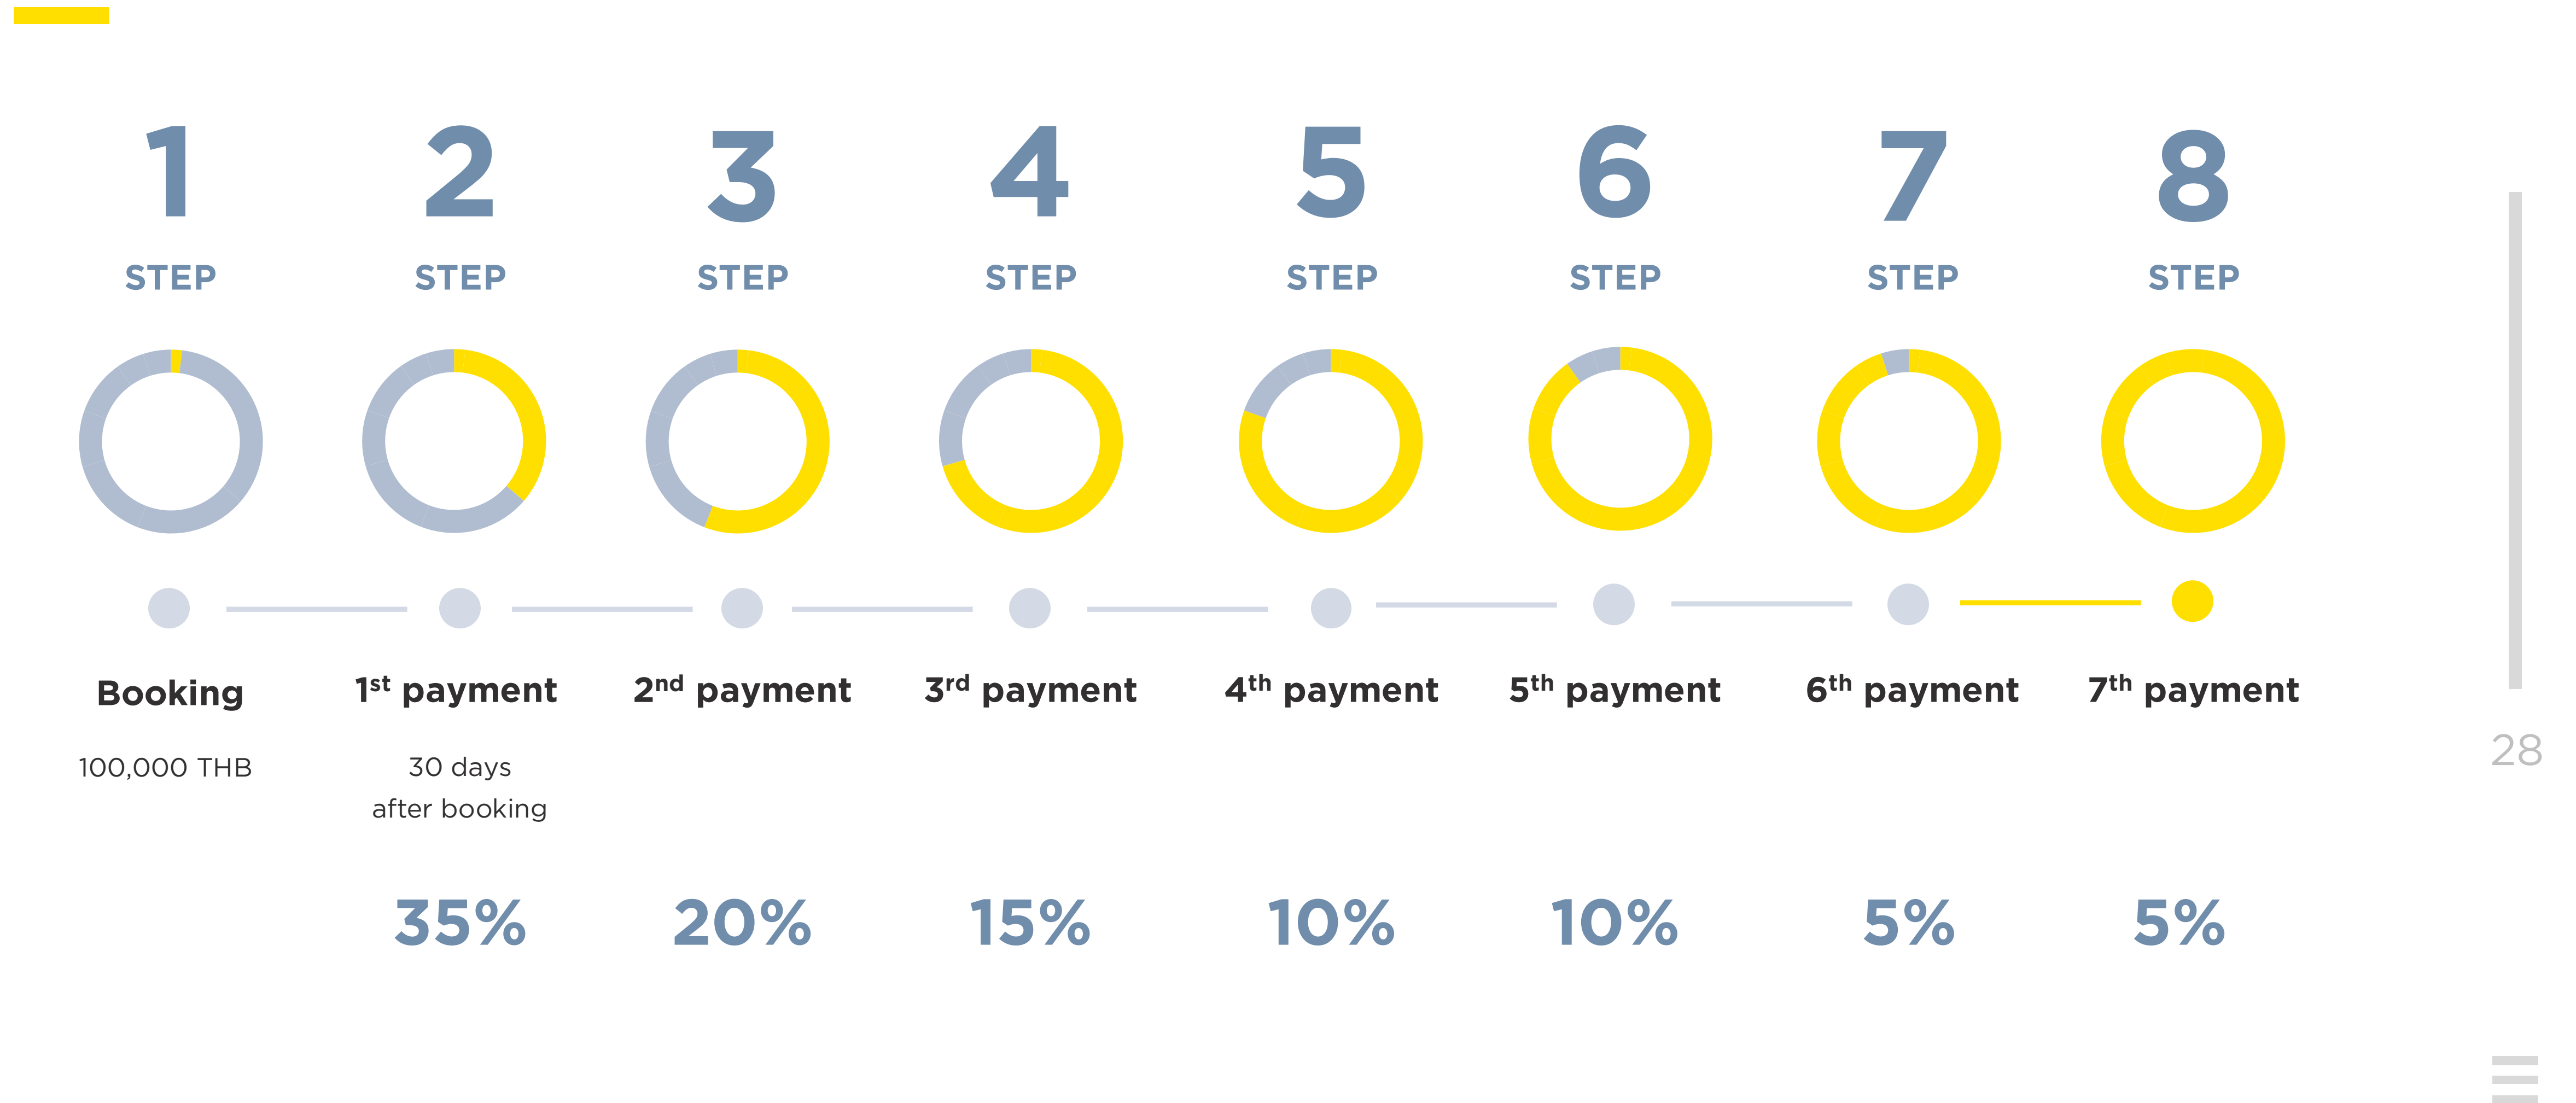 1 2 3 4 5 6 7 8
STEP STEP STEP STEP STEP STEP STEP STEP
Booking 1st payment 2nd payment 3rd payment 4th payment 5th payment 6th payment 7th payment
100,000 THB 30 days
after booking
28
35% 20% 15% 10% 10% 5% 5%